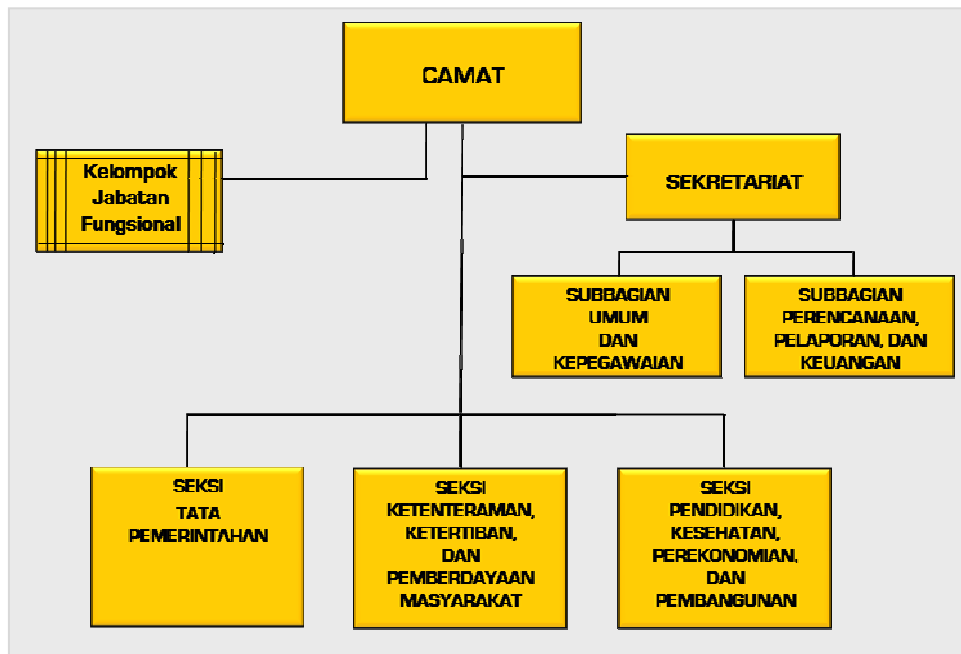 CAMAT
Kelompok
Jabatan
Fungsional
SEKRETARIAT
SUBBAGIAN
UMUM
DAN
KEPEGAWAIAN
SUBBAGIAN
PERENCANAAN,
PELAPORAN, DAN
KEUANGAN
SEKSI
TATA
PEMERINTAHAN
SEKSI
KETENTERAMAN,
KETERTIBAN,
DAN
PEMBERDAYAAN
MASYARAKAT
SEKSI
PENDIDIKAN,
KESEHATAN,
PEREKONOMIAN,
DAN
PEMBANGUNAN